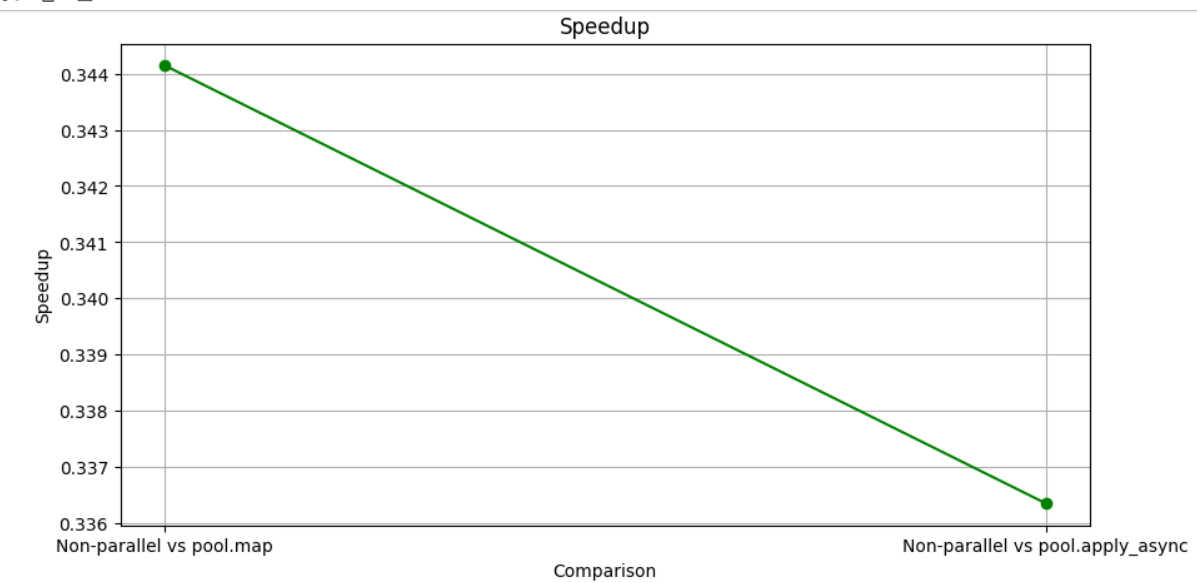 Speedup
0.344
0.343
0.342
0.341
0.340
0.339
0.338
0.337
0.336
Speedup
Non-parallel vs pool.map
Non-parallel vs pool.apply_async
Comparison